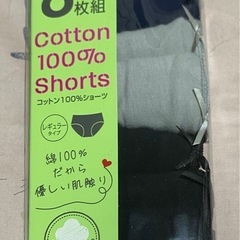 枚組
Cotton
100%
Shorts
コットン100%ショーツ
レギュラー
タイプ
綿100%
だから
優しい肌触り